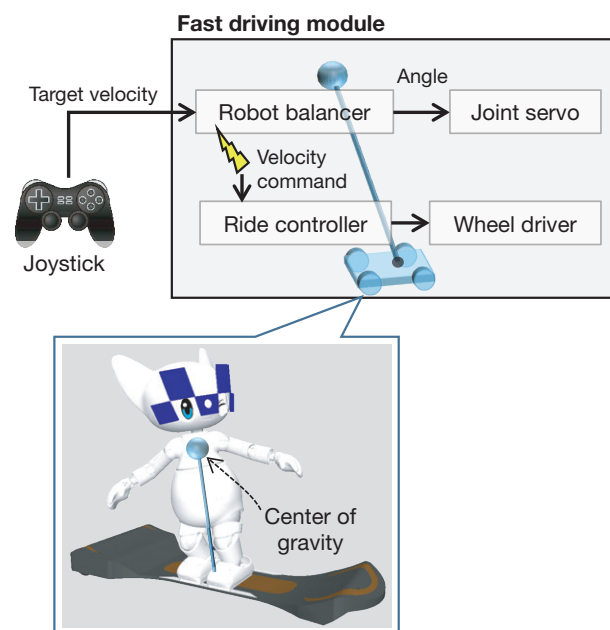 Fast driving module
Target velocity
Angle
Robot balancer
Joint servo
Velocity
command
Ride controller
Wheel driver
Joystick
Center of
gravity